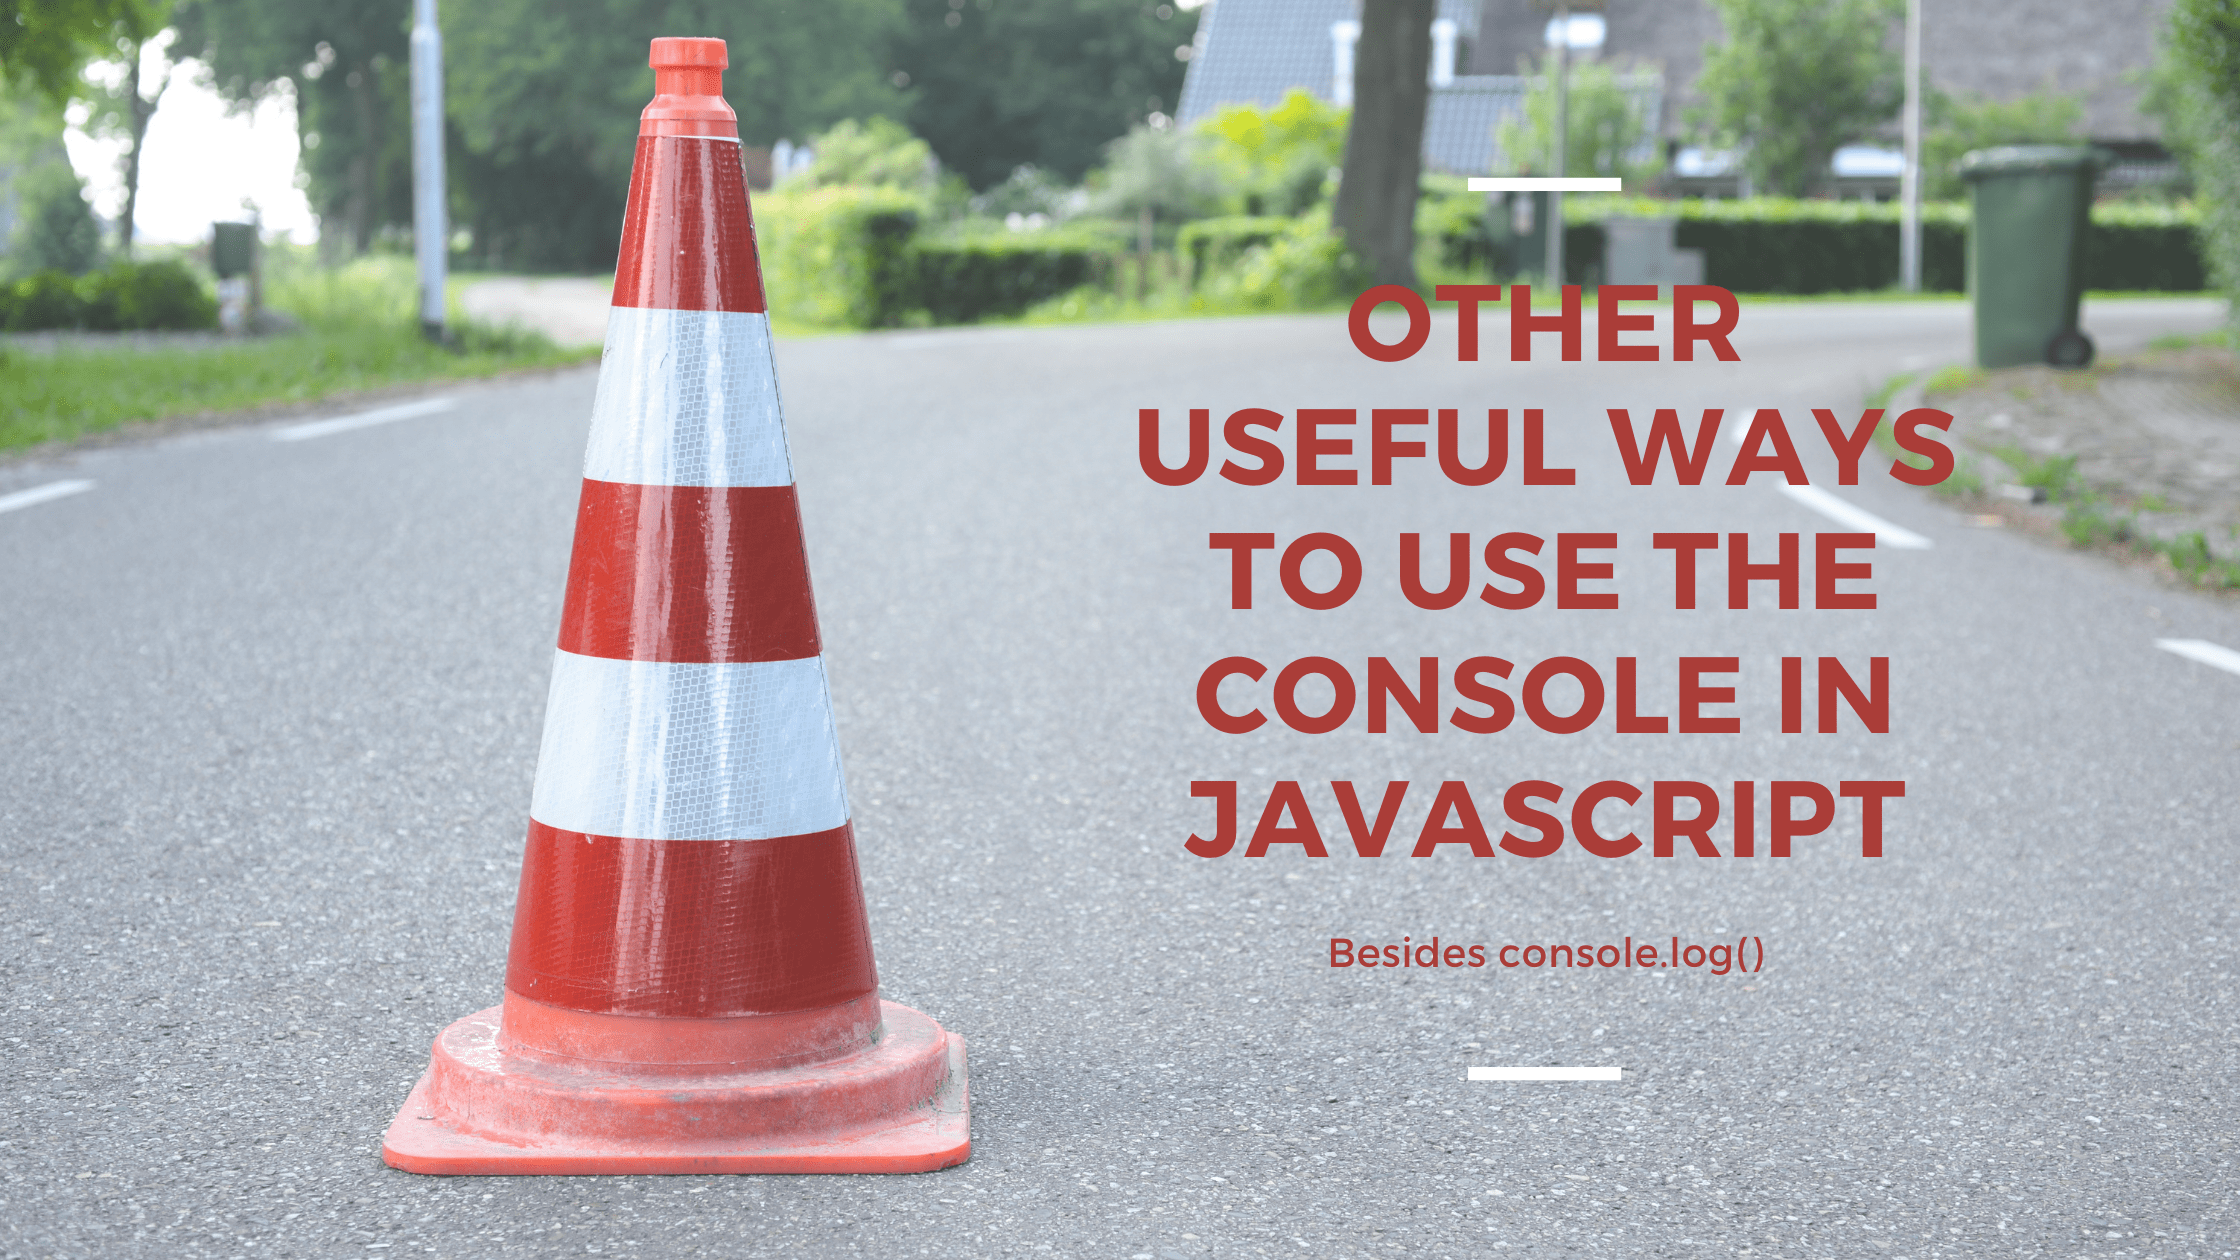 OTHER
USEFUL WAYS
TO USE THE
CONSOLE IN
JAVASCRIPT
Besides console.log()